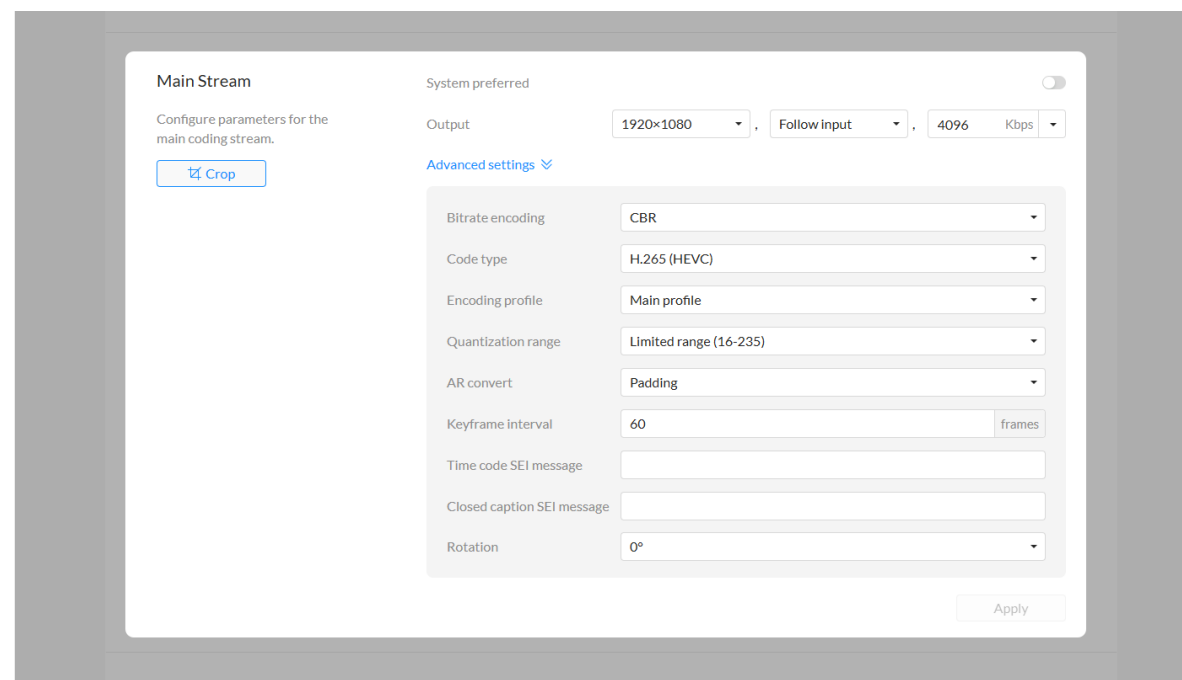 Main Stream
System preferred
Configure parameters for the
main coding stream.
Output
1920×1080 , Follow input , 4096 Kbps
Crop
Advanced settings
Bitrate encoding CBR
Code type H.265 (HEVC)
Encoding profile Main profile
Quantization range Limited range (16-235)
AR convert Padding
Keyframe interval 60 frames
Time code SEI message
Closed caption SEI message
Rotation 0°
Apply